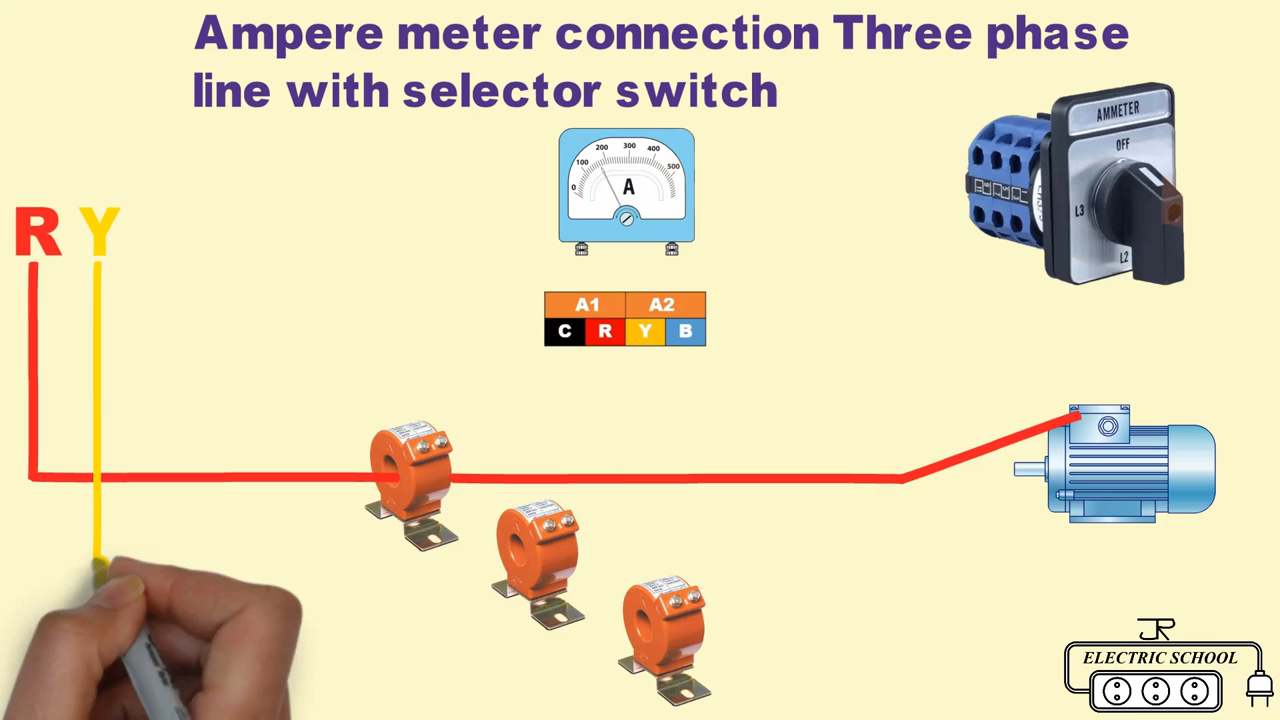 Ampere meter connection Three phase
line with selector switch
AMMETER
OFF
L3
L2
0 100 200 300 400 500
A
R Y
A1 A2
C R Y B
JR
ELECTRIC SCHOOL